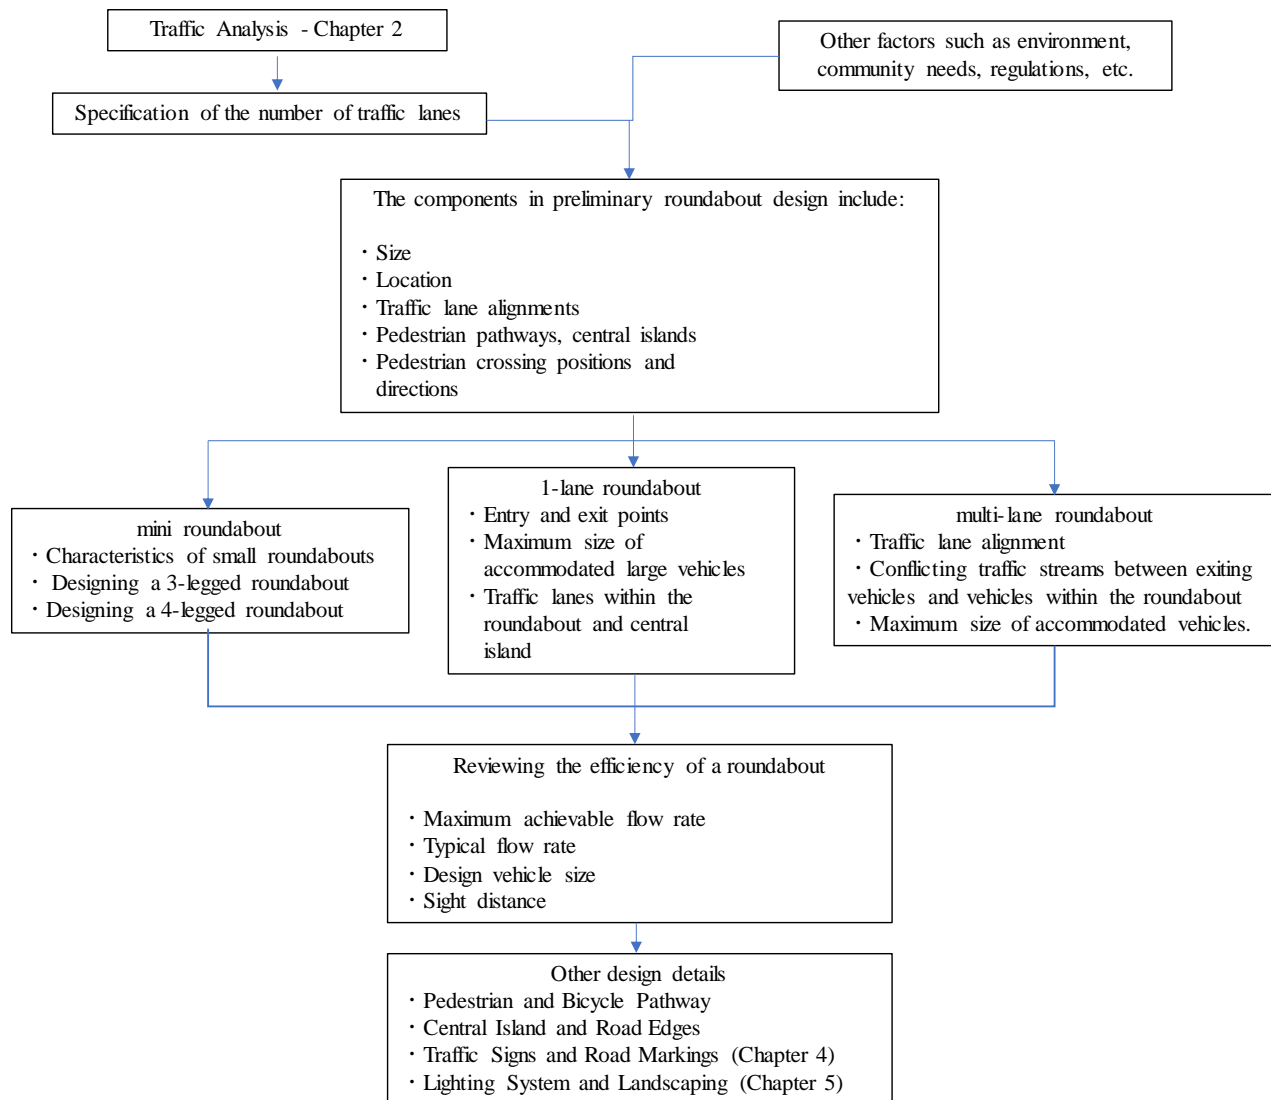 Traffic Analysis - Chapter 2
Other factors such as environment,
community needs, regulations, etc.
Specification of the number of traffic lanes
The components in preliminary roundabout design include:
· Size
· Location
· Traffic lane alignments
· Pedestrian pathways, central islands
· Pedestrian crossing positions and
directions
mini roundabout
· Characteristics of small roundabouts
· Designing a 3-legged roundabout
· Designing a 4-legged roundabout
1-lane roundabout
· Entry and exit points
· Maximum size of
accommodated large vehicles
· Traffic lanes within the
roundabout and central
island
multi-lane roundabout
· Traffic lane alignment
· Conflicting traffic streams between exiting
vehicles and vehicles within the roundabout
· Maximum size of accommodated vehicles.
Reviewing the efficiency of a roundabout
· Maximum achievable flow rate
· Typical flow rate
· Design vehicle size
· Sight distance
Other design details
· Pedestrian and Bicycle Pathway
· Central Island and Road Edges
· Traffic Signs and Road Markings (Chapter 4)
· Lighting System and Landscaping (Chapter 5)